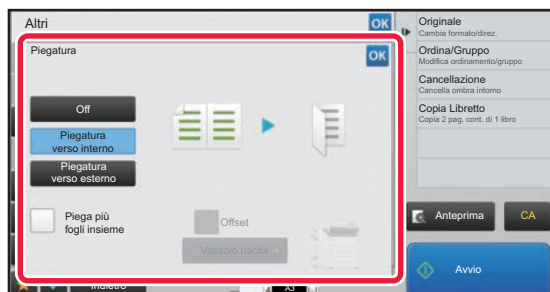 Altri
OK
Piegatura
OK
Off
Piegatura
verso interno
Piegatura
verso esterno
Piega più
fogli insieme
Offset
Vassoio uscita
Indietro
A3
Originale
Cambia formato/direz.
Ordina/Gruppo
Modifica ordinamento/gruppo
Cancellazione
Cancella ombra intorno
Copia Libretto
Copia 2 pag. cont. di 1 libro
Anteprima
CA
Avvio